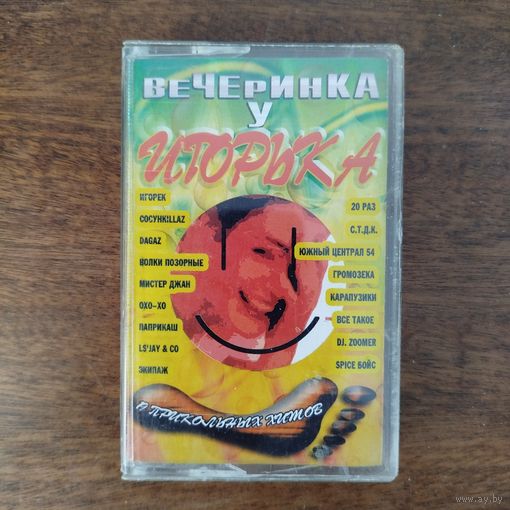 ВЕЧЕРИНКА
У
ИГОРЬКА
ИГОРЕК
СОСУНKILLAZ
DAGAZ
ВОЛКИ ПОЗОРНЫЕ
МИСТЕР ДЖАН
ОХО-ХО
ПАПРИКАШ
LS'JAY & CO
ЭКИПАЖ
20 РАЗ
С.Т.Д.К.
ЮЖНЫЙ ЦЕНТРАЛ 54
ГРОМОЗЕКА
КАРАПУЗИКИ
ВСЕ ТАКОЕ
DJ. ZOOMER
SPICE БОЙС
ПРИКОЛЬНЫХ ХИТОВ
www.ay.by